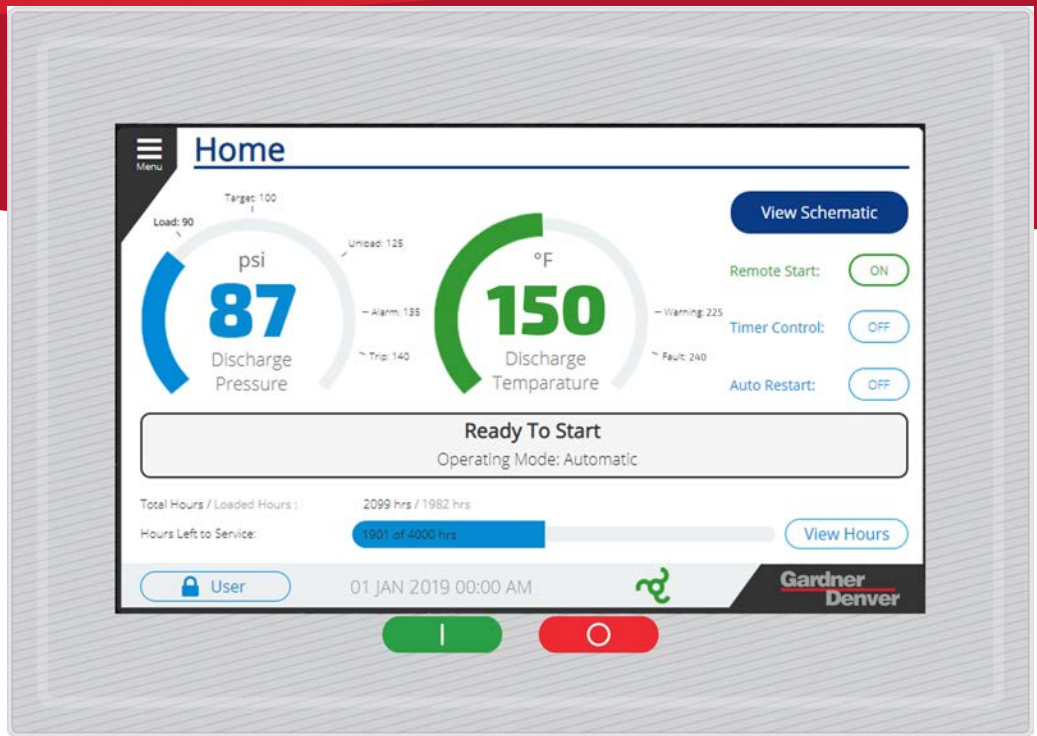 Menu
Home
Target: 100
Load: 90
Unload: 125
Alarm: 135
Trip: 140
psi
87
Discharge
Pressure
°F
150
Discharge
Temparature
Warning: 225
Fault: 240
View Schematic
Remote Start: ON
Timer Control: OFF
Auto Restart: OFF
Ready To Start
Operating Mode: Automatic
Total Hours / Loaded Hours : 2099 hrs / 1982 hrs
Hours Left to Service: 1901 of 4000 hrs
View Hours
User
01 JAN 2019 00:00 AM
Gardner
Denver